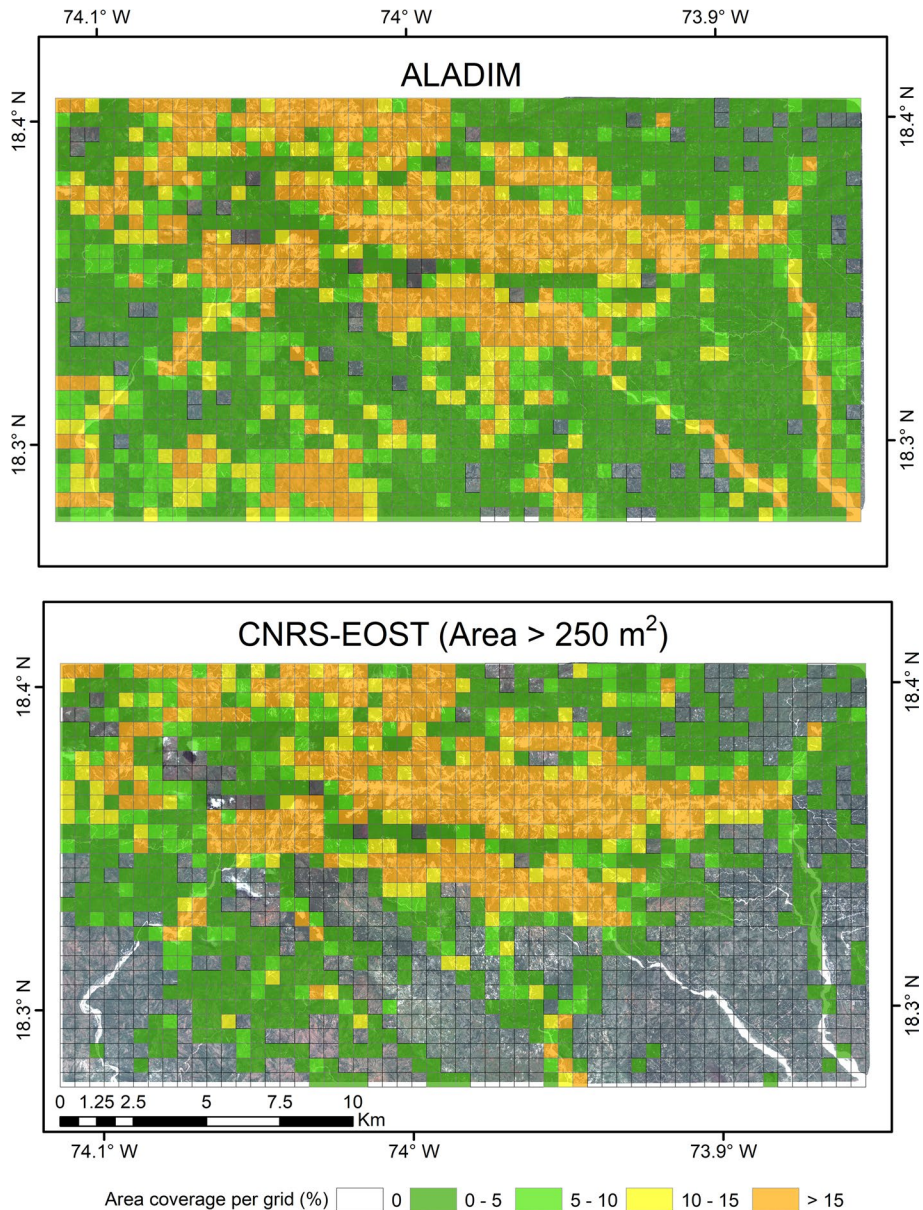 74.1° W 74° W 73.9° W
ALADIM
18.4° N 18.4° N
18.3° N 18.3° N
CNRS-EOST (Area > 250 m²)
18.4° N 18.4° N
18.3° N 18.3° N
0 1.25 2.5 5 7.5 10
Km
74.1° W 74° W 73.9° W
Area coverage per grid (%) 0 0 - 5 5 - 10 10 - 15 > 15